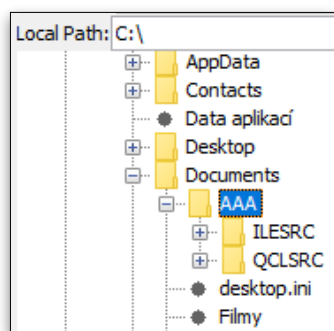 Local Path: C:\
AppData
Contacts
Data aplikací
Desktop
Documents
AAA
ILESRC
QCLSRC
desktop.ini
Filmy